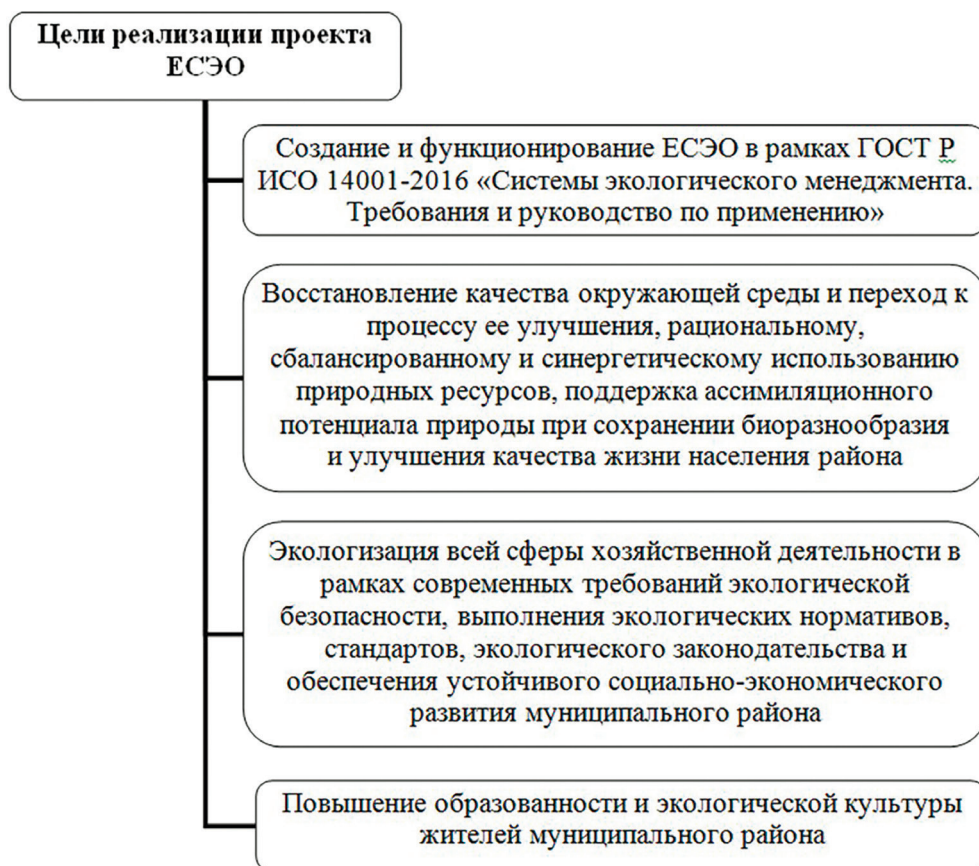 Цели реализации проекта
ЕСЭО
Создание и функционирование ЕСЭО в рамках ГОСТ Р
ИСО 14001-2016 «Системы экологического менеджмента.
Требования и руководство по применению»
Восстановление качества окружающей среды и переход к
процессу ее улучшения, рациональному,
сбалансированному и синергетическому использованию
природных ресурсов, поддержка ассимиляционного
потенциала природы при сохранении биоразнообразия
и улучшения качества жизни населения района
Экологизация всей сферы хозяйственной деятельности в
рамках современных требований экологической
безопасности, выполнения экологических нормативов,
стандартов, экологического законодательства и
обеспечения устойчивого социально-экономического
развития муниципального района
Повышение образованности и экологической культуры
жителей муниципального района